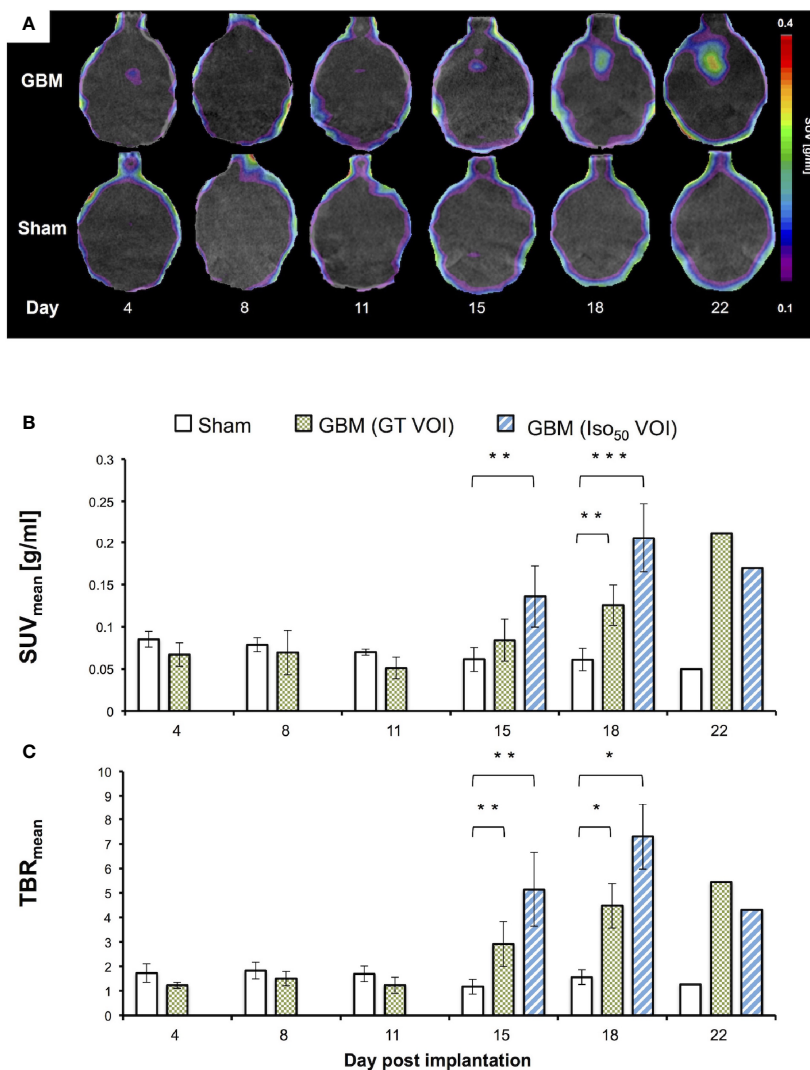 A
GBM
Sham
Day 4 8 11 15 18 22
0.4
SUV [g/ml]
0.1
B
Sham GBM (GT VOI) GBM (Iso50 VOI)
SUVmean [g/ml]
0.3
0.25
0.2
0.15
0.1
0.05
0
** ***
**
4 8 11 15 18 22
C
TBRmean
10
9
8
7
6
5
4
3
2
1
0
** *
** *
4 8 11 15 18 22
Day post implantation